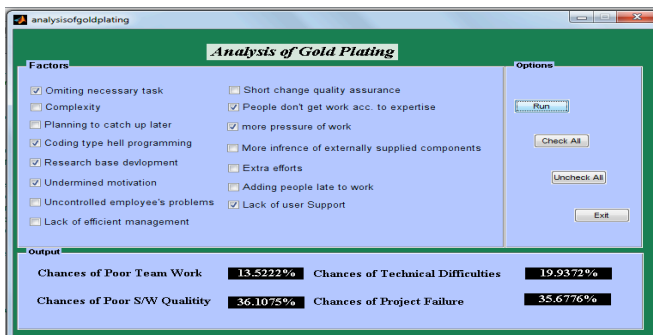 analysisofgoldplating
Analysis of Gold Plating
Factors
Omiting necessary task
Complexity
Planning to catch up later
Coding type hell programming
Research base devlopment
Undermined motivation
Uncontrolled employee's problems
Lack of efficient management
Short change quality assurance
People don't get work acc. to expertise
more pressure of work
More infrence of externally supplied components
Extra efforts
Adding people late to work
Lack of user Support
Options
Run
Check All
Uncheck All
Exit
Output
Chances of Poor Team Work 13.5222% Chances of Technical Difficulties 19.9372%
Chances of Poor S/W Qualitity 36.1075% Chances of Project Failure 35.6776%